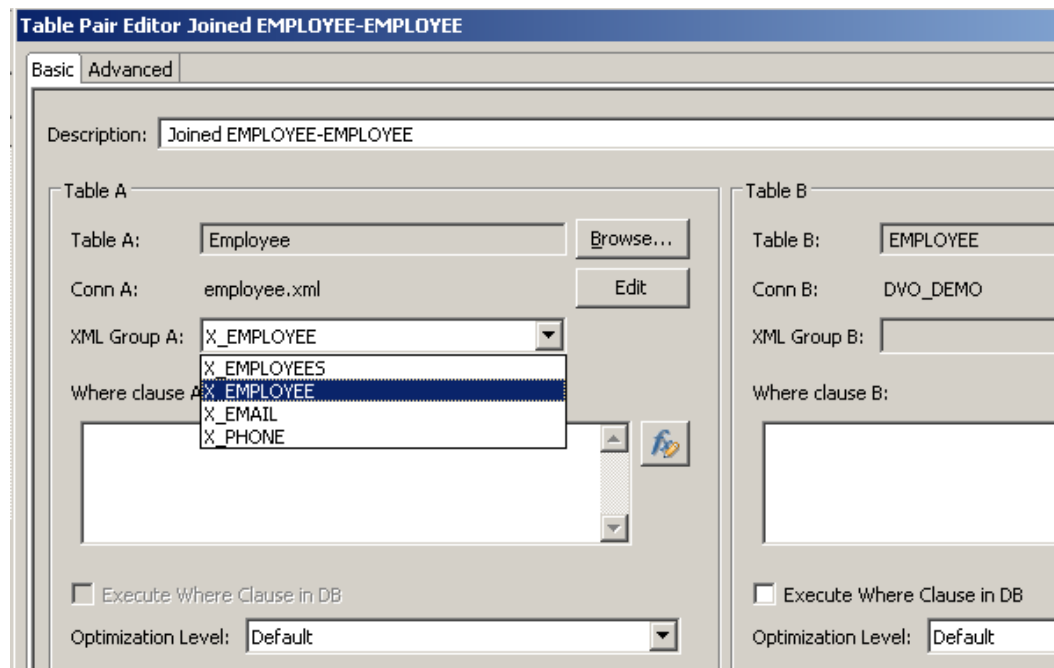 Table Pair Editor Joined EMPLOYEE-EMPLOYEE
Basic Advanced
Description: Joined EMPLOYEE-EMPLOYEE
Table A
Table A: Employee Browse...
Conn A: employee.xml Edit
XML Group A: X_EMPLOYEE
X_EMPLOYEES
Where clause A X_EMPLOYEE
X_EMAIL
X_PHONE
Execute Where Clause in DB
Optimization Level: Default
Table B
Table B: EMPLOYEE
Conn B: DVO_DEMO
XML Group B:
Where clause B:
Execute Where Clause in DB
Optimization Level: Default